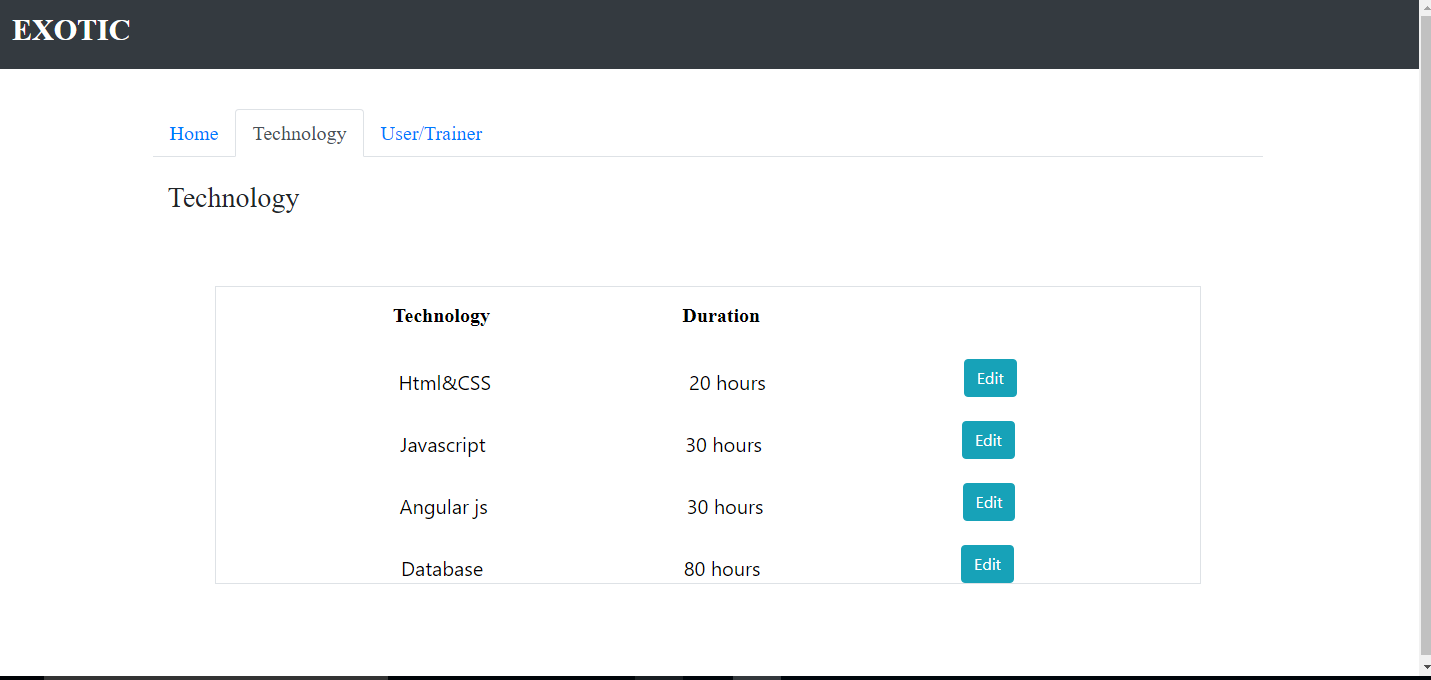 EXOTIC
Home Technology User/Trainer
Technology
Technology Duration
Html&CSS 20 hours Edit
Javascript 30 hours Edit
Angular js 30 hours Edit
Database 80 hours Edit